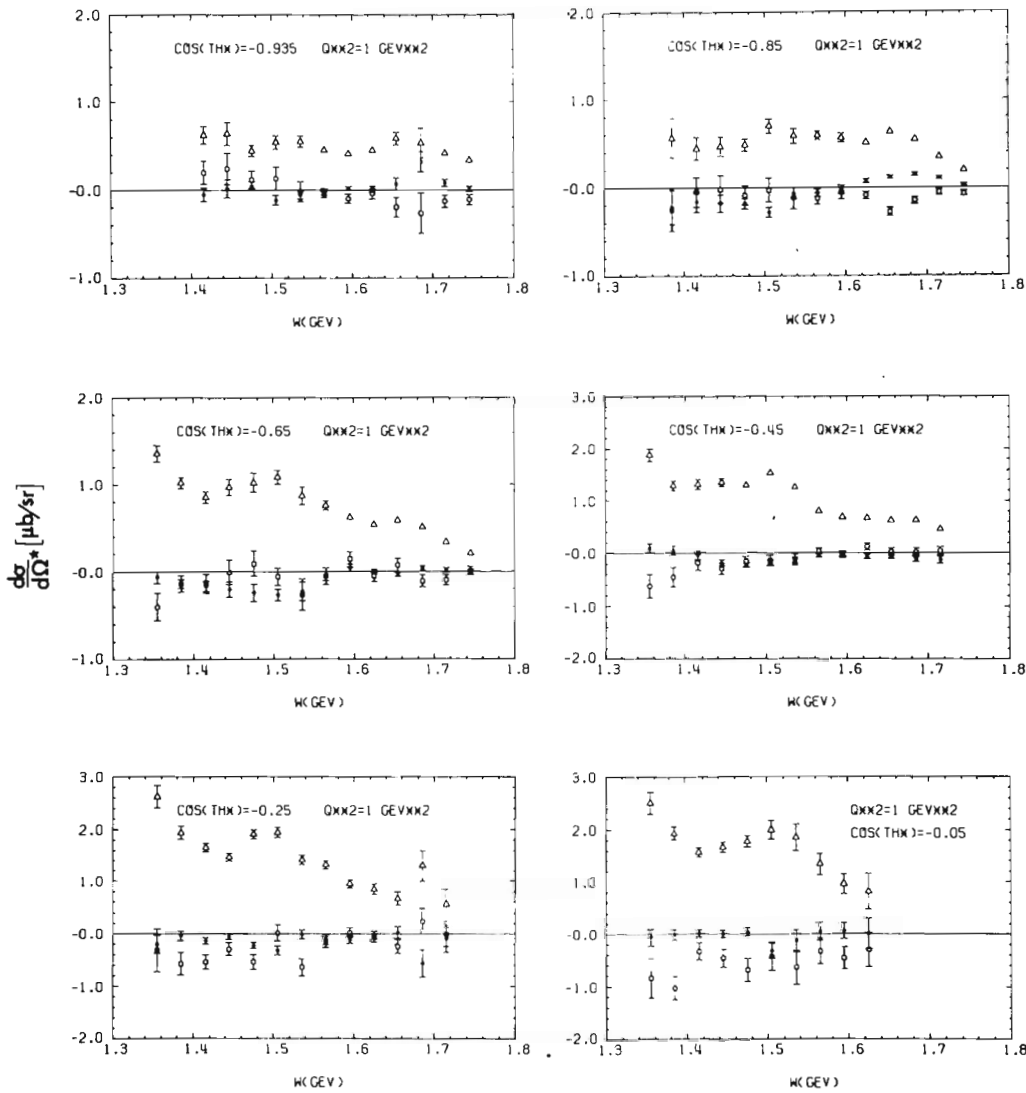 2.0
COS(THX)=-0.935 QXX2=1 GEVXX2
1.0
-0.0
-1.0
1.3 1.4 1.5 1.6 1.7 1.8
W(GEV)
2.0
COS(THX)=-0.85 QXX2=1 GEVXX2
1.0
-0.0
-1.0
1.3 1.4 1.5 1.6 1.7 1.8
W(GEV)
dσ/dΩ* [μb/sr]
2.0
COS(THX)=-0.65 QXX2=1 GEVXX2
1.0
-0.0
-1.0
1.3 1.4 1.5 1.6 1.7 1.8
W(GEV)
3.0
COS(THX)=-0.45 QXX2=1 GEVXX2
2.0
1.0
-0.0
-1.0
-2.0
1.3 1.4 1.5 1.6 1.7 1.8
W(GEV)
3.0
COS(THX)=-0.25 QXX2=1 GEVXX2
2.0
1.0
-0.0
-1.0
-2.0
1.3 1.4 1.5 1.6 1.7 1.8
W(GEV)
3.0
QXX2=1 GEVXX2
COS(THX)=-0.05
2.0
1.0
-0.0
-1.0
-2.0
1.3 1.4 1.5 1.6 1.7 1.8
W(GEV)